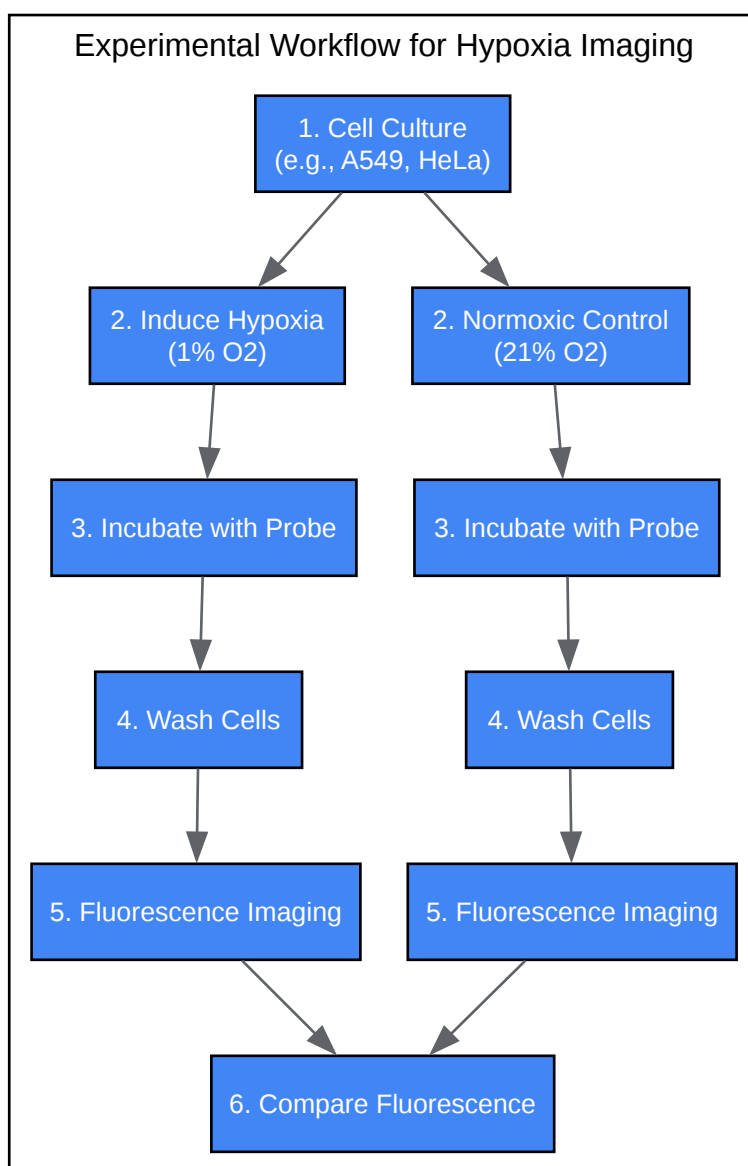 Experimental Workflow for Hypoxia Imaging
1. Cell Culture
(e.g., A549, HeLa)
2. Induce Hypoxia
(1% O2)
2. Normoxic Control
(21% O2)
3. Incubate with Probe
3. Incubate with Probe
4. Wash Cells
4. Wash Cells
5. Fluorescence Imaging
5. Fluorescence Imaging
6. Compare Fluorescence